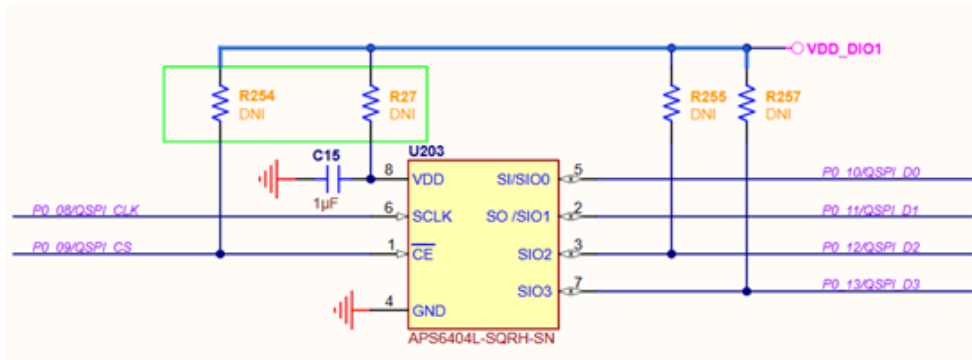 VDD_DIO1
R254
DNI
R27
DNI
R255
DNI
R257
DNI
C15
1µF
U203
8
VDD
SI/SIO0
5
P0_10/QSPI_D0
P0_08/QSPI_CLK
6
SCLK
SO /SIO1
2
P0_11/QSPI_D1
P0_09/QSPI_CS
1
CE
SIO2
3
P0_12/QSPI_D2
SIO3
7
P0_13/QSPI_D3
4
GND
APS6404L-SQRH-SN